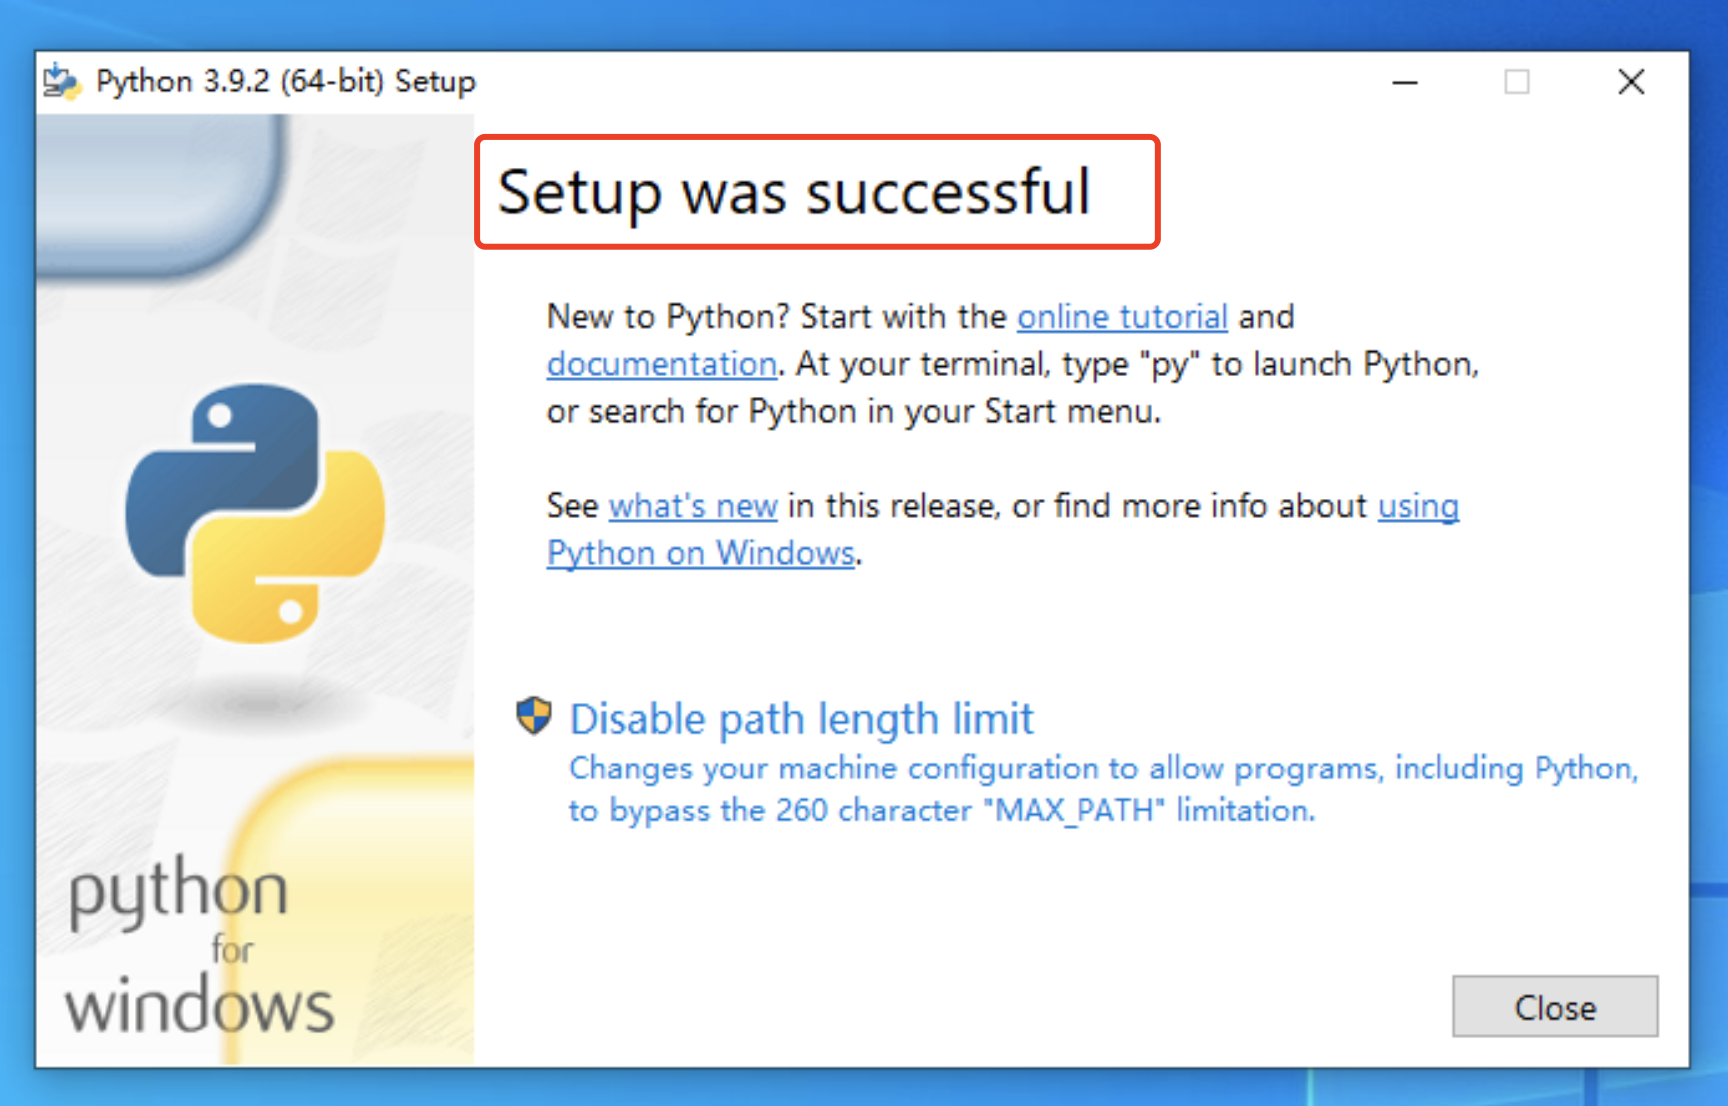 Python 3.9.2 (64-bit) Setup
Setup was successful
New to Python? Start with the online tutorial and
documentation. At your terminal, type "py" to launch Python,
or search for Python in your Start menu.
See what's new in this release, or find more info about using
Python on Windows.
Disable path length limit
Changes your machine configuration to allow programs, including Python,
to bypass the 260 character "MAX_PATH" limitation.
python
for
windows
Close